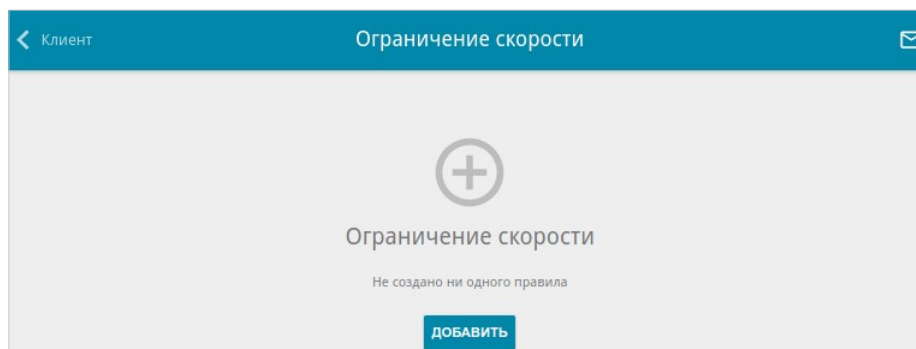 Клиент
Ограничение скорости
Ограничение скорости
Не создано ни одного правила
ДОБАВИТЬ